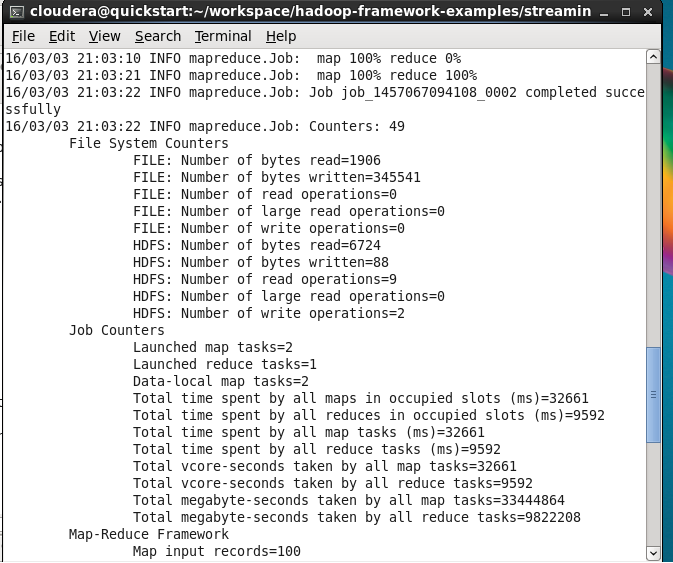 cloudera@quickstart:~/workspace/hadoop-framework-examples/streamin
File Edit View Search Terminal Help
16/03/03 21:03:10 INFO mapreduce.Job:  map 100% reduce 0%
16/03/03 21:03:21 INFO mapreduce.Job:  map 100% reduce 100%
16/03/03 21:03:22 INFO mapreduce.Job: Job job_1457067094108_0002 completed succe
ssfully
16/03/03 21:03:22 INFO mapreduce.Job: Counters: 49
File System Counters
FILE: Number of bytes read=1906
FILE: Number of bytes written=345541
FILE: Number of read operations=0
FILE: Number of large read operations=0
FILE: Number of write operations=0
HDFS: Number of bytes read=6724
HDFS: Number of bytes written=88
HDFS: Number of read operations=9
HDFS: Number of large read operations=0
HDFS: Number of write operations=2
Job Counters
Launched map tasks=2
Launched reduce tasks=1
Data-local map tasks=2
Total time spent by all maps in occupied slots (ms)=32661
Total time spent by all reduces in occupied slots (ms)=9592
Total time spent by all map tasks (ms)=32661
Total time spent by all reduce tasks (ms)=9592
Total vcore-seconds taken by all map tasks=32661
Total vcore-seconds taken by all reduce tasks=9592
Total megabyte-seconds taken by all map tasks=33444864
Total megabyte-seconds taken by all reduce tasks=9822208
Map-Reduce Framework
Map input records=100